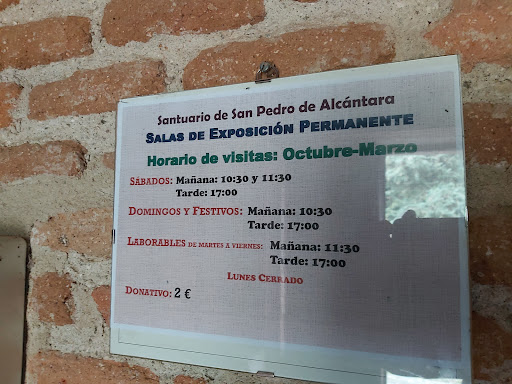 Santuario de San Pedro de Alcántara
SALAS DE EXPOSICIÓN PERMANENTE
Horario de visitas: Octubre-Marzo
SÁBADOS: Mañana: 10:30 y 11:30
Tarde: 17:00
DOMINGOS Y FESTIVOS: Mañana: 10:30
Tarde: 17:00
LABORABLES DE MARTES A VIERNES: Mañana: 11:30
Tarde: 17:00
LUNES CERRADO
DONATIVO: 2 €